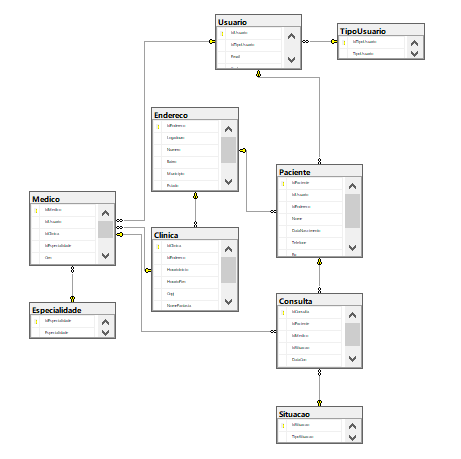 Usuario
IdUsuario
IdTipoUsuario
Email
TipoUsuario
IdTipoUsuario
TipoUsuario
Endereco
IdEndereco
Logradouro
Numero
Bairro
Municipio
Estado
Paciente
IdPaciente
IdUsuario
IdEndereco
Nome
DataNascimento
Telefone
Medico
IdMedico
IdUsuario
IdClinica
IdEspecialidade
Crm
Clinica
IdClinica
IdEndereco
HorarioInicio
HorarioFim
Cnpj
NomeFantasia
Especialidade
IdEspecialidade
Especialidade
Consulta
IdConsulta
IdPaciente
IdMedico
IdSituacao
Situacao
IdSituacao
TipoSituacao